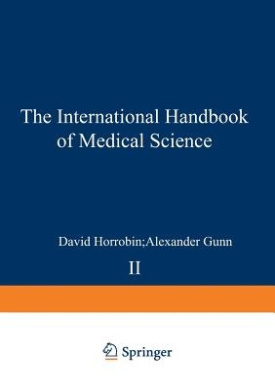 The International Handbook
of Medical Science
David Horrobin;Alexander Gunn
II
Springer